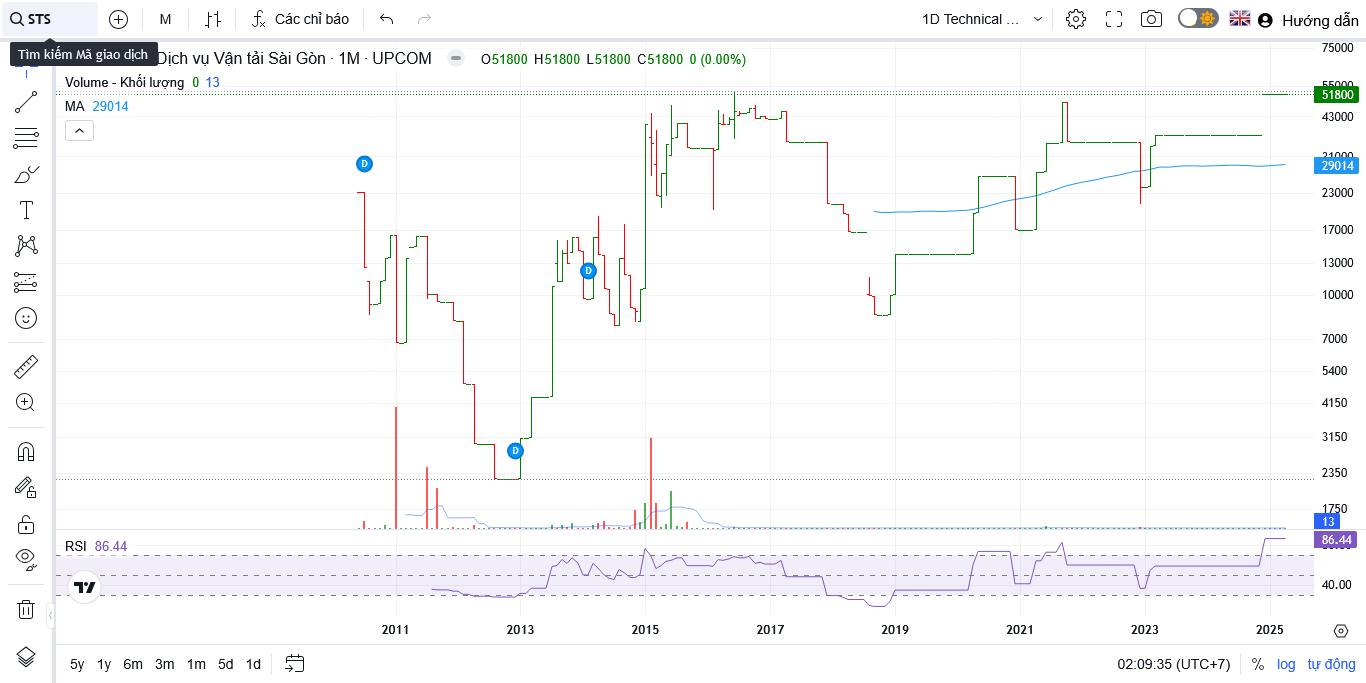 STS
M
Các chỉ báo
1D Technical ...
Hướng dẫn
Tìm kiếm Mã giao dịch
Dịch vụ Vận tải Sài Gòn · 1M · UPCOM
O51800 H51800 L51800 C51800 0 (0.00%)
Volume - Khối lượng 0 13
MA 29014
D
D
D
75000
55000
51800
43000
34000
29014
23000
17000
13000
10000
7000
5400
4150
3150
2350
1750
13
RSI 86.44
86.44
40.00
2011 2013 2015 2017 2019 2021 2023 2025
5y 1y 6m 3m 1m 5d 1d
02:09:35 (UTC+7) % log tự động